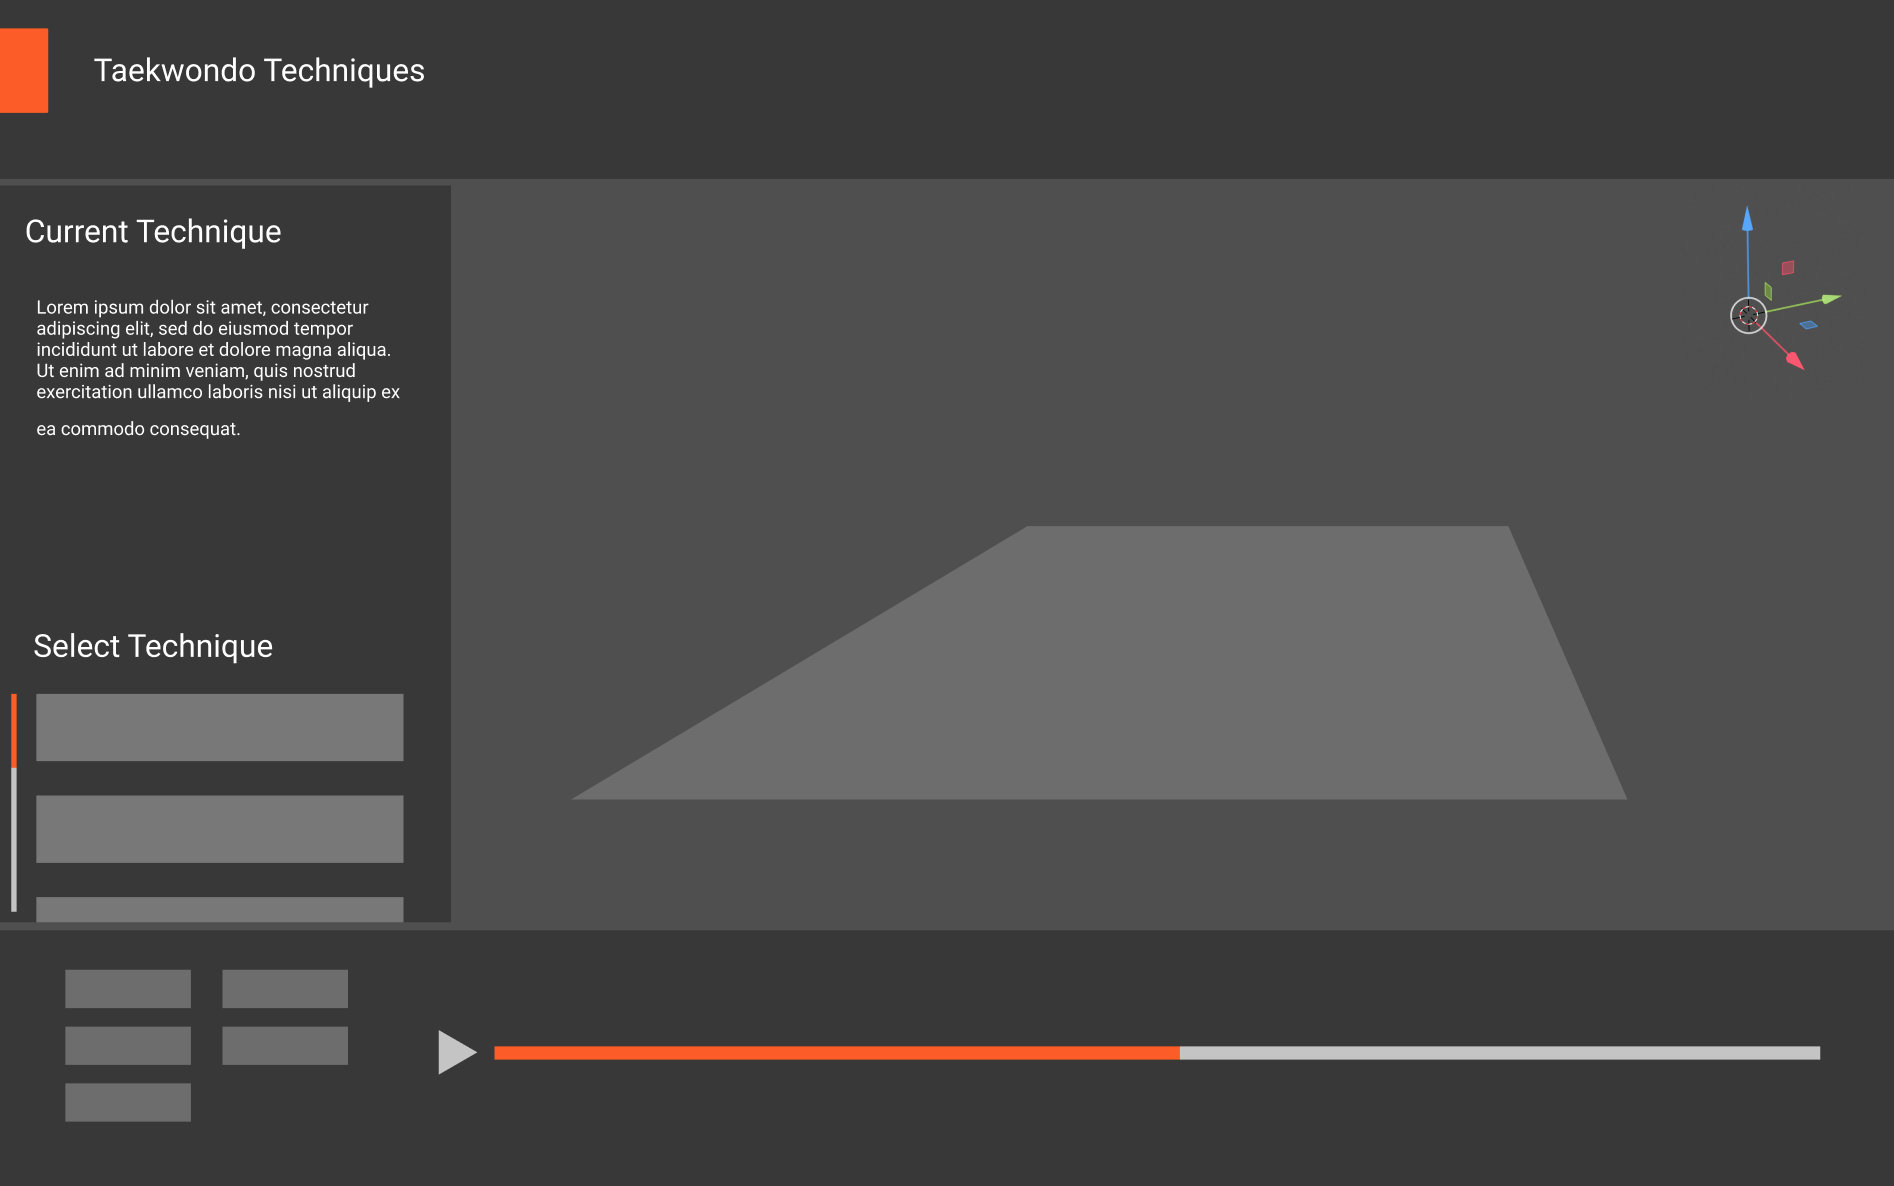 Taekwondo Techniques
Current Technique
Lorem ipsum dolor sit amet, consectetur
adipiscing elit, sed do eiusmod tempor
incididunt ut labore et dolore magna aliqua.
Ut enim ad minim veniam, quis nostrud
exercitation ullamco laboris nisi ut aliquip ex
ea commodo consequat.
Select Technique